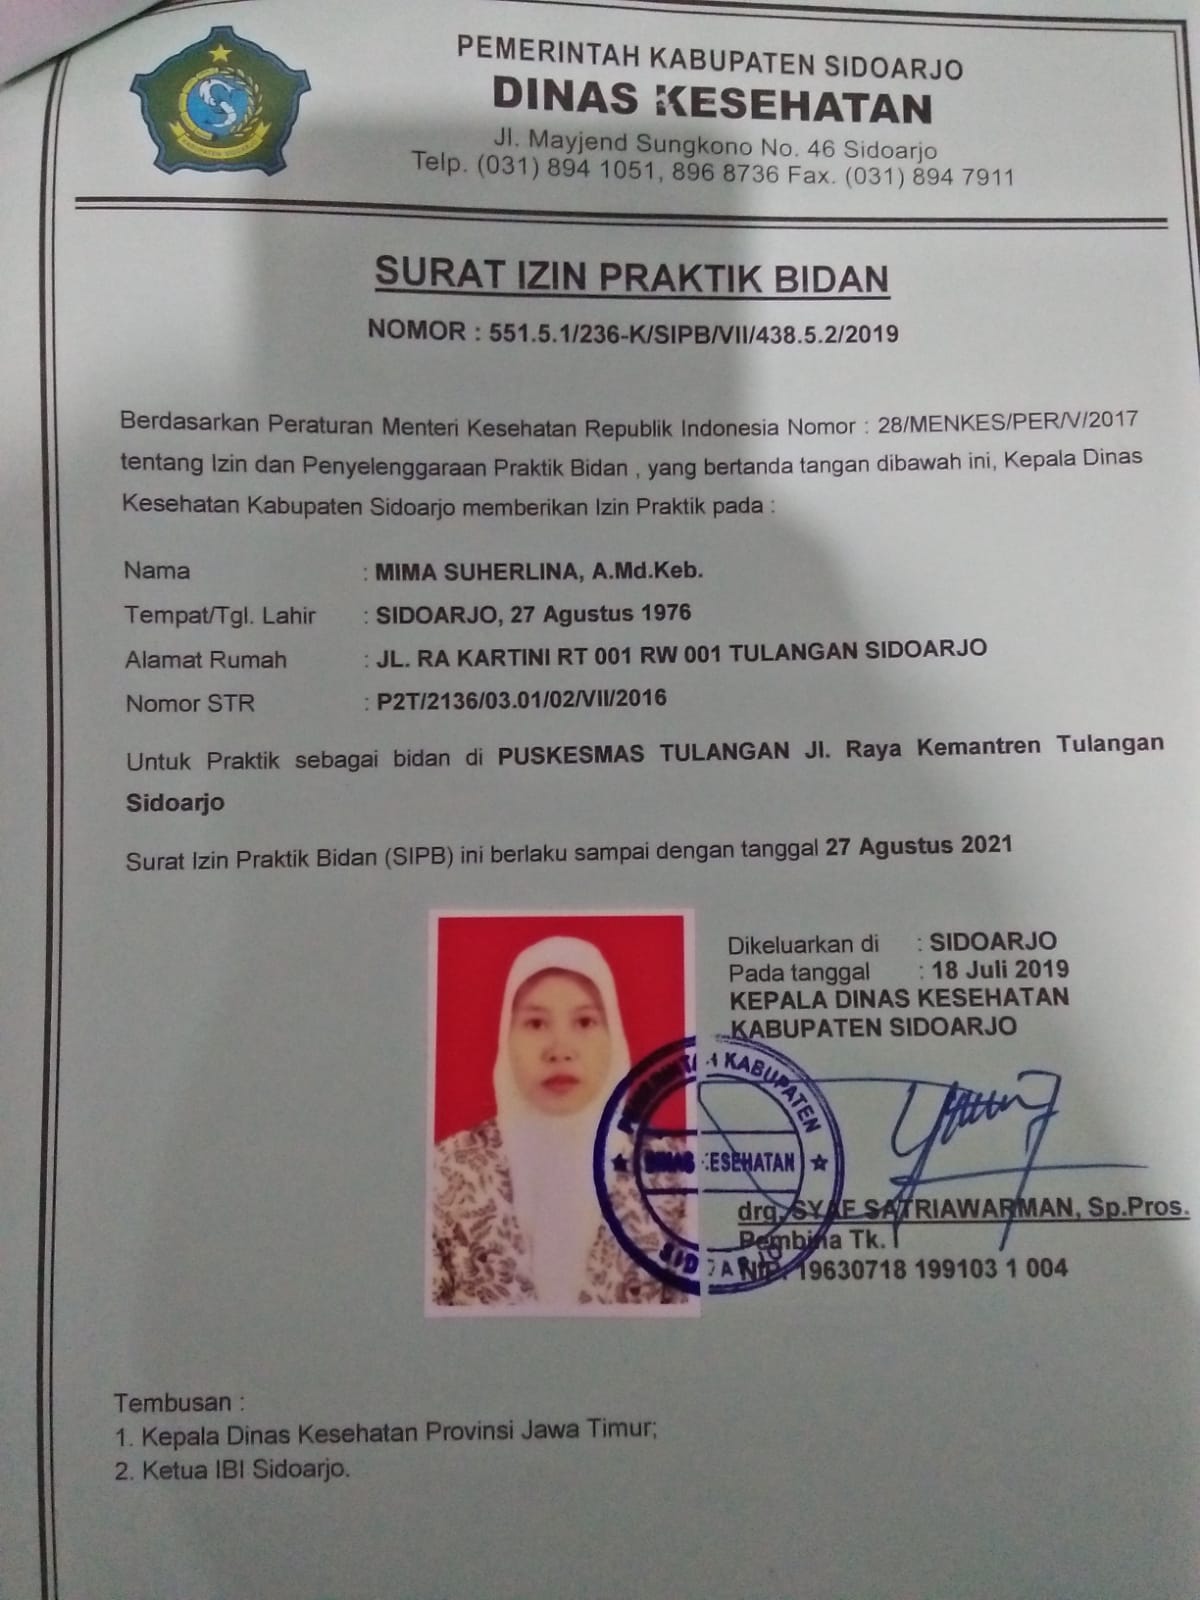 PEMERINTAH KABUPATEN SIDOARJO
DINAS KESEHATAN
Jl. Mayjend Sungkono No. 46 Sidoarjo
Telp. (031) 894 1051, 896 8736 Fax. (031) 894 7911
KABUPATEN SIDOARJO
SURAT IZIN PRAKTIK BIDAN
NOMOR : 551.5.1/236-K/SIPB/VII/438.5.2/2019
Berdasarkan Peraturan Menteri Kesehatan Republik Indonesia Nomor : 28/MENKES/PER/V/2017
tentang Izin dan Penyelenggaraan Praktik Bidan , yang bertanda tangan dibawah ini, Kepala Dinas
Kesehatan Kabupaten Sidoarjo memberikan Izin Praktik pada :
Nama : MIMA SUHERLINA, A.Md.Keb.
Tempat/Tgl. Lahir : SIDOARJO, 27 Agustus 1976
Alamat Rumah : JL. RA KARTINI RT 001 RW 001 TULANGAN SIDOARJO
Nomor STR : P2T/2136/03.01/02/VII/2016
Untuk Praktik sebagai bidan di PUSKESMAS TULANGAN Jl. Raya Kemantren Tulangan
Sidoarjo
Surat Izin Praktik Bidan (SIPB) ini berlaku sampai dengan tanggal 27 Agustus 2021
Dikeluarkan di : SIDOARJO
Pada tanggal : 18 Juli 2019
KEPALA DINAS KESEHATAN
KABUPATEN SIDOARJO
PEMERINTAH KABUPATEN
DINAS KESEHATAN
SIDOARJO
drg. SYAF SATRIAWARMAN, Sp.Pros.
Pembina Tk. I
NIP. 19630718 199103 1 004
Tembusan :
1. Kepala Dinas Kesehatan Provinsi Jawa Timur;
2. Ketua IBI Sidoarjo.